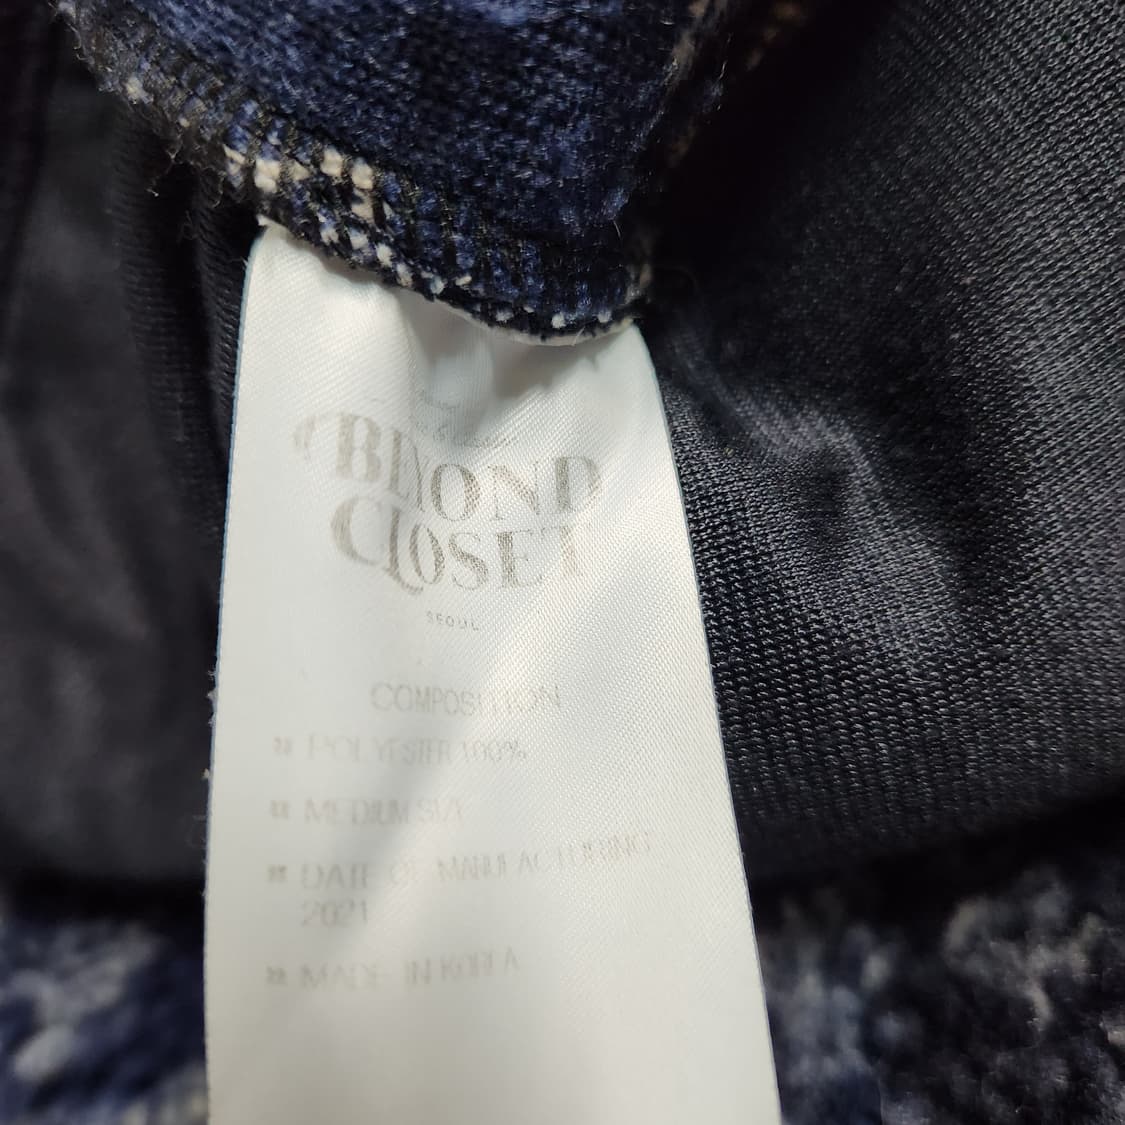 BEYOND
CLOSET
SEOUL
COMPOSITION
POLYESTER 100%
MEDIUM SIZE
DATE OF MANUFACTURING
2021
MADE IN KOREA